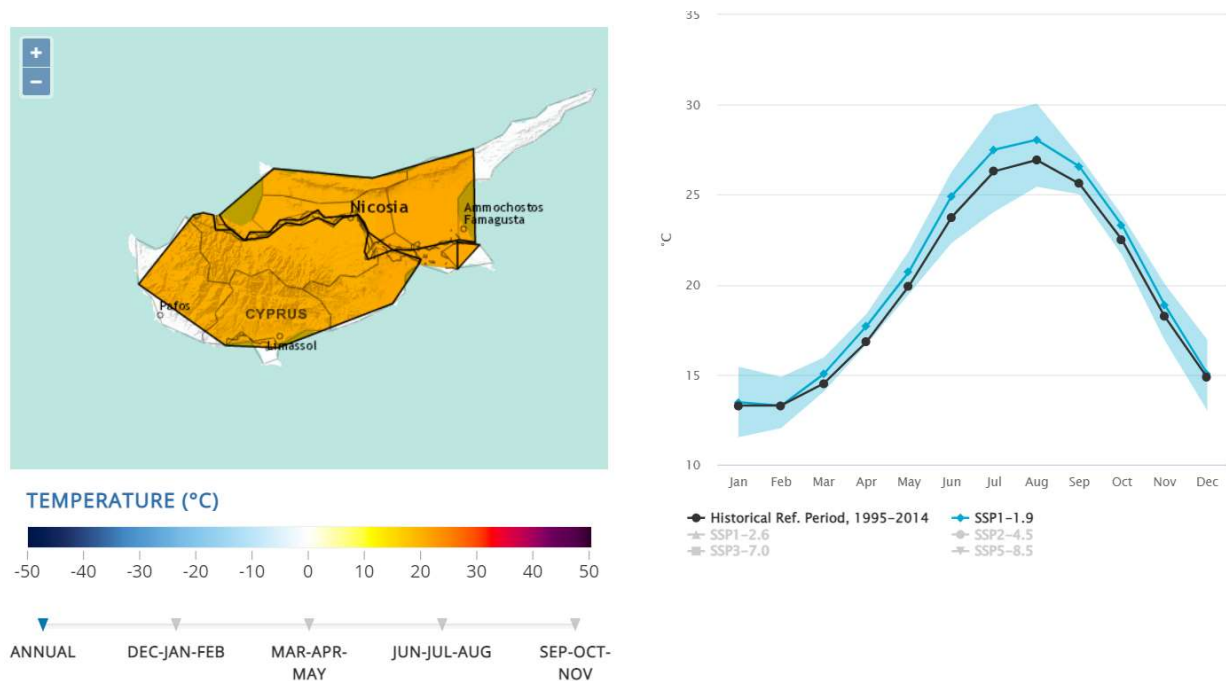 +
−
Nicosia
Ammochostos
Famagusta
Pafos
CYPRUS
Limassol
TEMPERATURE (°C)
-50 -40 -30 -20 -10 0 10 20 30 40 50
ANNUAL DEC-JAN-FEB MAR-APR-MAY JUN-JUL-AUG SEP-OCT-NOV
35
30
25
°C
20
15
10
Jan Feb Mar Apr May Jun Jul Aug Sep Oct Nov Dec
Historical Ref. Period, 1995–2014 SSP1–1.9
SSP1–2.6 SSP2–4.5
SSP3–7.0 SSP5–8.5